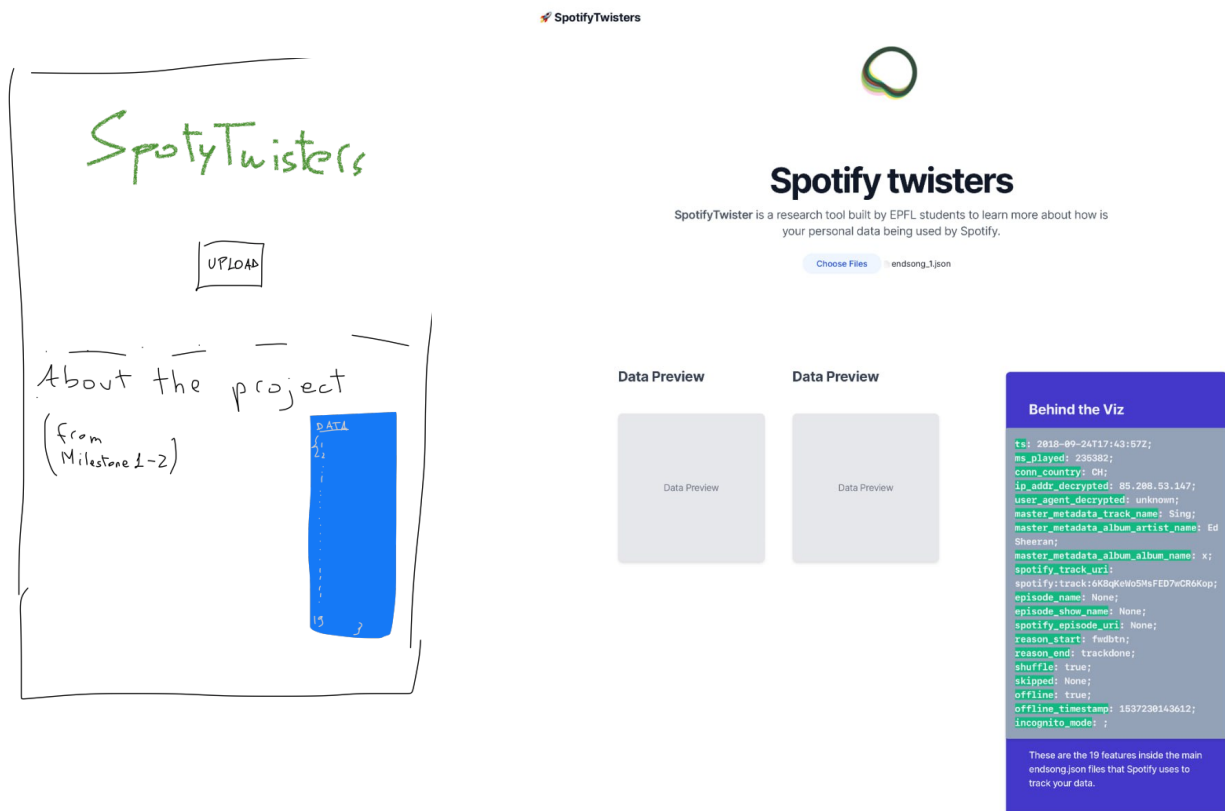 SpotyTwisters
UPLOAD
About the project
(from
Milestone 1-2)
DATA
{ 1
2
19 }
🚀 SpotifyTwisters
Spotify twisters
SpotifyTwister is a research tool built by EPFL students to learn more about how is
your personal data being used by Spotify.
Choose Files endsong_1.json
Data Preview
Data Preview
Data Preview
Data Preview
Behind the Viz
ts: 2018-09-24T17:43:57Z;
ms_played: 235382;
conn_country: CH;
ip_addr_decrypted: 85.208.53.147;
user_agent_decrypted: unknown;
master_metadata_track_name: Sing;
master_metadata_album_artist_name: Ed
Sheeran;
master_metadata_album_album_name: x;
spotify_track_uri:
spotify:track:6K8qKeWo5MsFED7wCR6Kop;
episode_name: None;
episode_show_name: None;
spotify_episode_uri: None;
reason_start: fwdbtn;
reason_end: trackdone;
shuffle: true;
skipped: None;
offline: true;
offline_timestamp: 1537230143612;
incognito_mode: ;
These are the 19 features inside the main
endsong.json files that Spotify uses to
track your data.